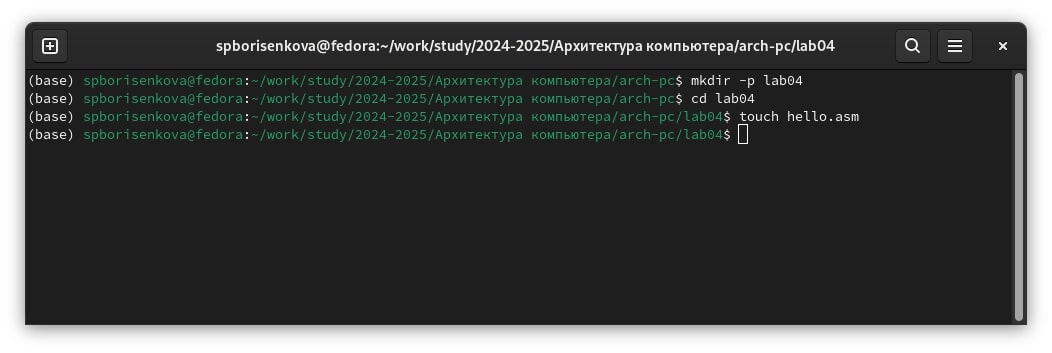 spborisenkova@fedora:~/work/study/2024-2025/Архитектура компьютера/arch-pc/lab04
(base) spborisenkova@fedora:~/work/study/2024-2025/Архитектура компьютера/arch-pc$ mkdir -p lab04
(base) spborisenkova@fedora:~/work/study/2024-2025/Архитектура компьютера/arch-pc$ cd lab04
(base) spborisenkova@fedora:~/work/study/2024-2025/Архитектура компьютера/arch-pc/lab04$ touch hello.asm
(base) spborisenkova@fedora:~/work/study/2024-2025/Архитектура компьютера/arch-pc/lab04$